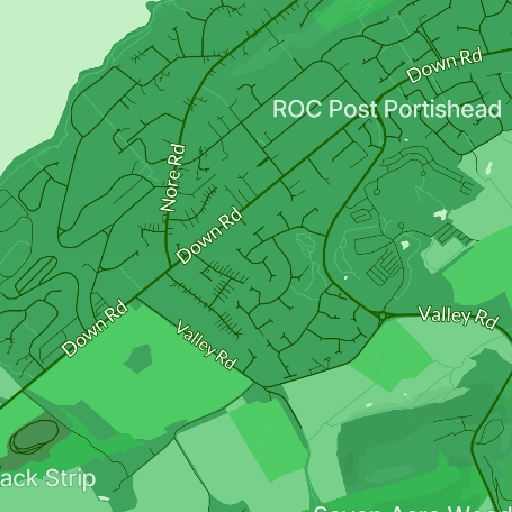 Down Rd
ROC Post Portishead
Nore Rd
Down Rd
Down Rd
Valley Rd
Valley Rd
ack Strip
Seven Acre Wood